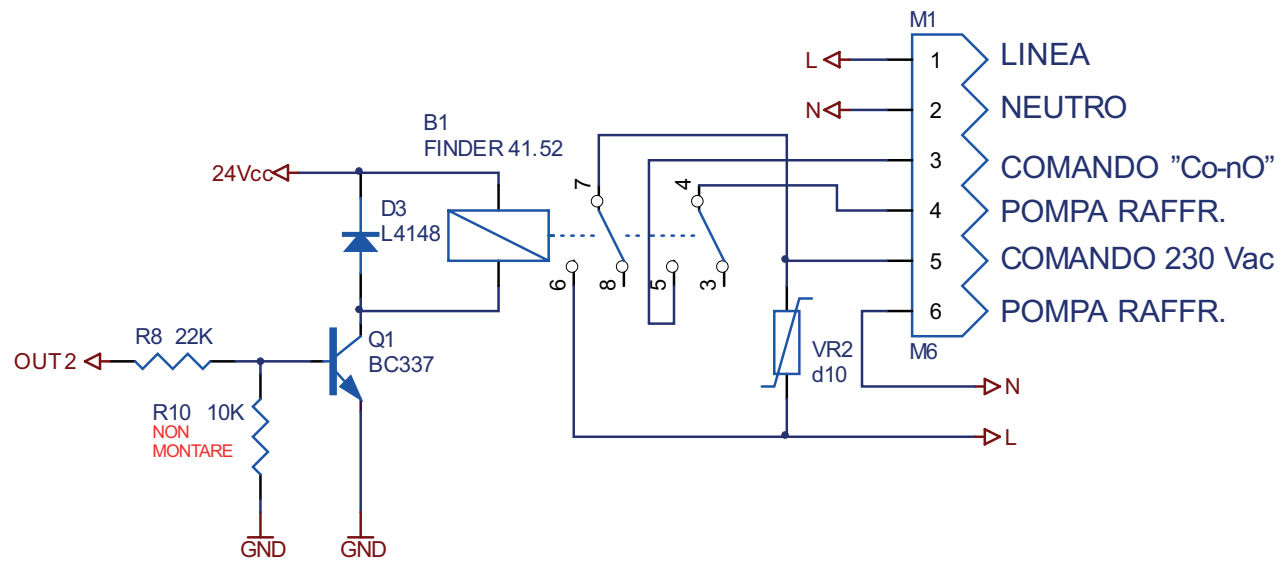 M1
L
1
LINEA
N
2
NEUTRO
B1
FINDER 41.52
3
COMANDO "Co-nO"
24Vcc
7
4
4
POMPA RAFFR.
D3
L4148
5
COMANDO 230 Vac
6
8
5
3
6
POMPA RAFFR.
R8 22K
Q1
BC337
VR2
d10
M6
OUT2
N
R10 10K
NON
MONTARE
L
GND
GND